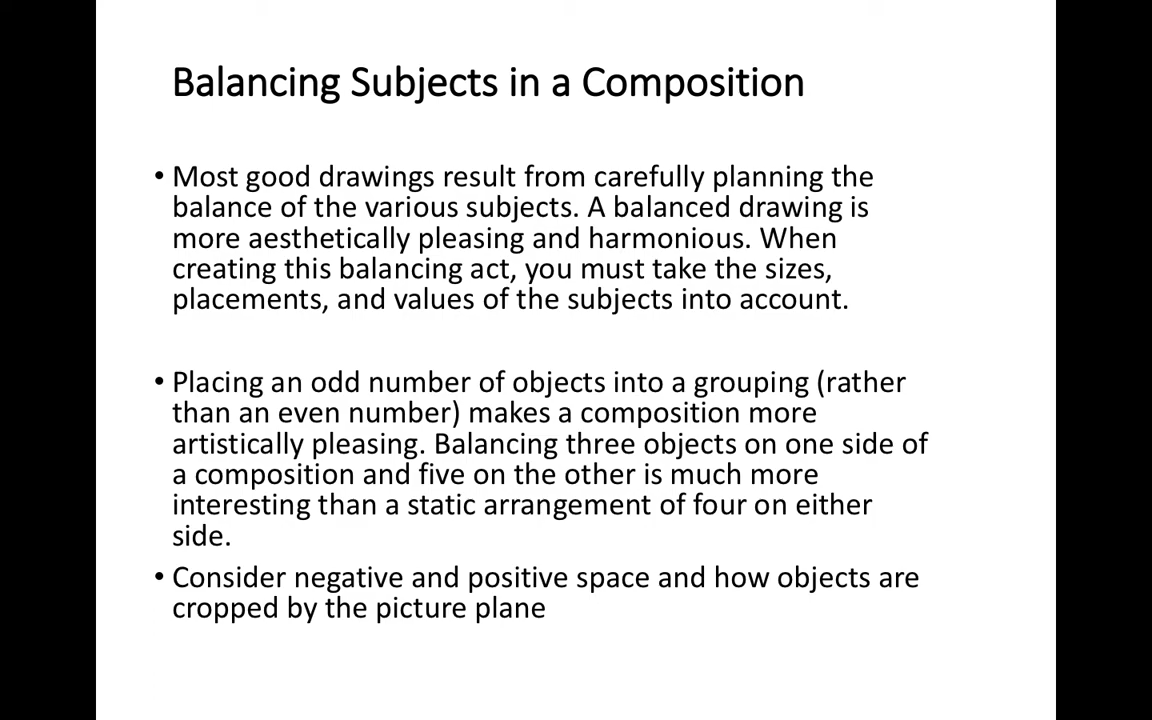 Balancing Subjects in a Composition
• Most good drawings result from carefully planning the
balance of the various subjects. A balanced drawing is
more aesthetically pleasing and harmonious. When
creating this balancing act, you must take the sizes,
placements, and values of the subjects into account.
• Placing an odd number of objects into a grouping (rather
than an even number) makes a composition more
artistically pleasing. Balancing three objects on one side of
a composition and five on the other is much more
interesting than a static arrangement of four on either
side.
• Consider negative and positive space and how objects are
cropped by the picture plane